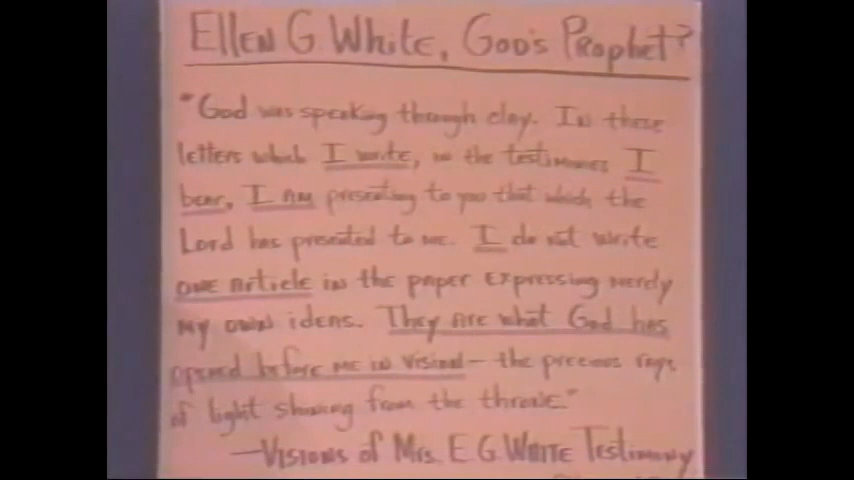 Ellen G White, God's Prophet?
"God was speaking through clay. In these
letters which I write, in the testimonies I
bear, I am presenting to you that which the
Lord has presented to me. I do not write
one article in the paper expressing merely
my own ideas. They are what God has
opened before me in vision — the precious rays
of light shining from the throne."
—Visions of Mrs. E.G. White Testimony